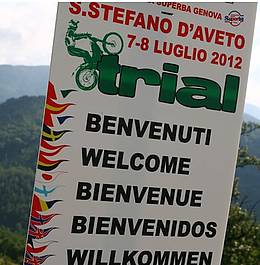 SUPERBA GENOVA
S.STEFANO D'AVETO
7-8 LUGLIO 2012
trial
BENVENUTI
WELCOME
BIENVENUE
BIENVENIDOS
WILLKOMMEN